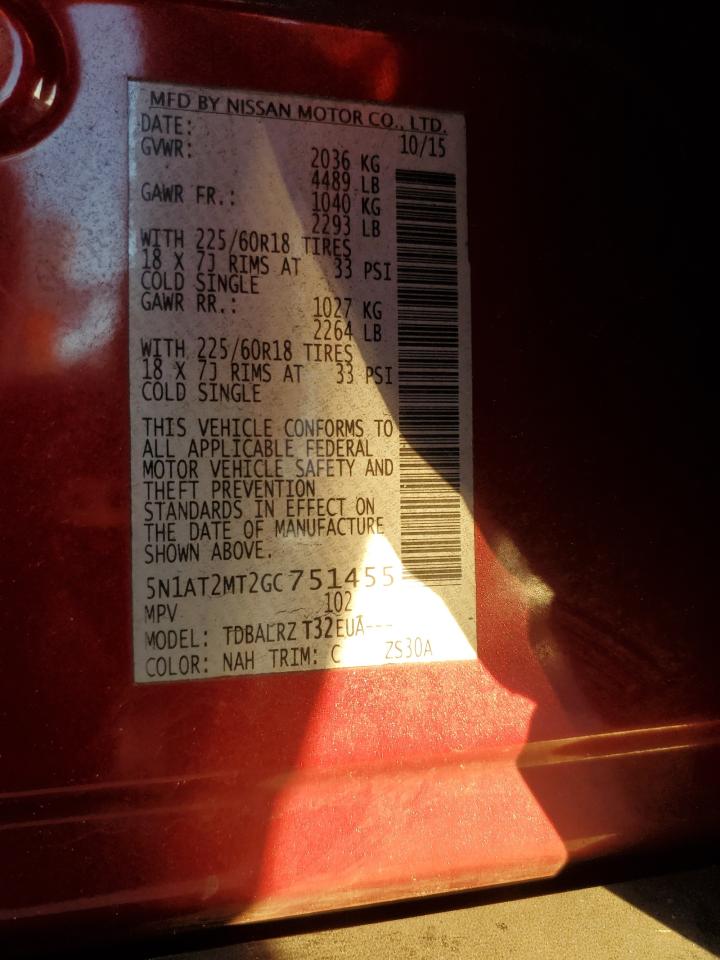 MFD BY NISSAN MOTOR CO., LTD.
DATE: 10/15
GVWR: 2036 KG
4489 LB
GAWR FR.: 1040 KG
2293 LB
WITH 225/60R18 TIRES
18 X 7J RIMS AT 33 PSI
COLD SINGLE
GAWR RR.: 1027 KG
2264 LB
WITH 225/60R18 TIRES
18 X 7J RIMS AT 33 PSI
COLD SINGLE
THIS VEHICLE CONFORMS TO
ALL APPLICABLE FEDERAL
MOTOR VEHICLE SAFETY AND
THEFT PREVENTION
STANDARDS IN EFFECT ON
THE DATE OF MANUFACTURE
SHOWN ABOVE.
5N1AT2MT2GC751455
MPV 102
MODEL: TDBALRZ T32EUA---
COLOR: NAH TRIM: ZS30A